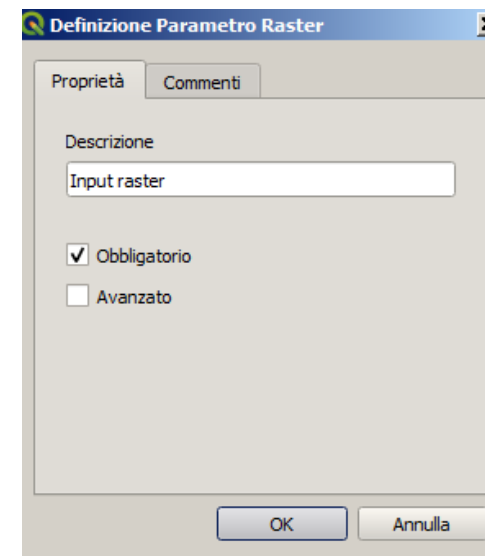 Definizione Parametro Raster
Proprietà Commenti
Descrizione
Input raster
Obbligatorio
Avanzato
OK Annulla